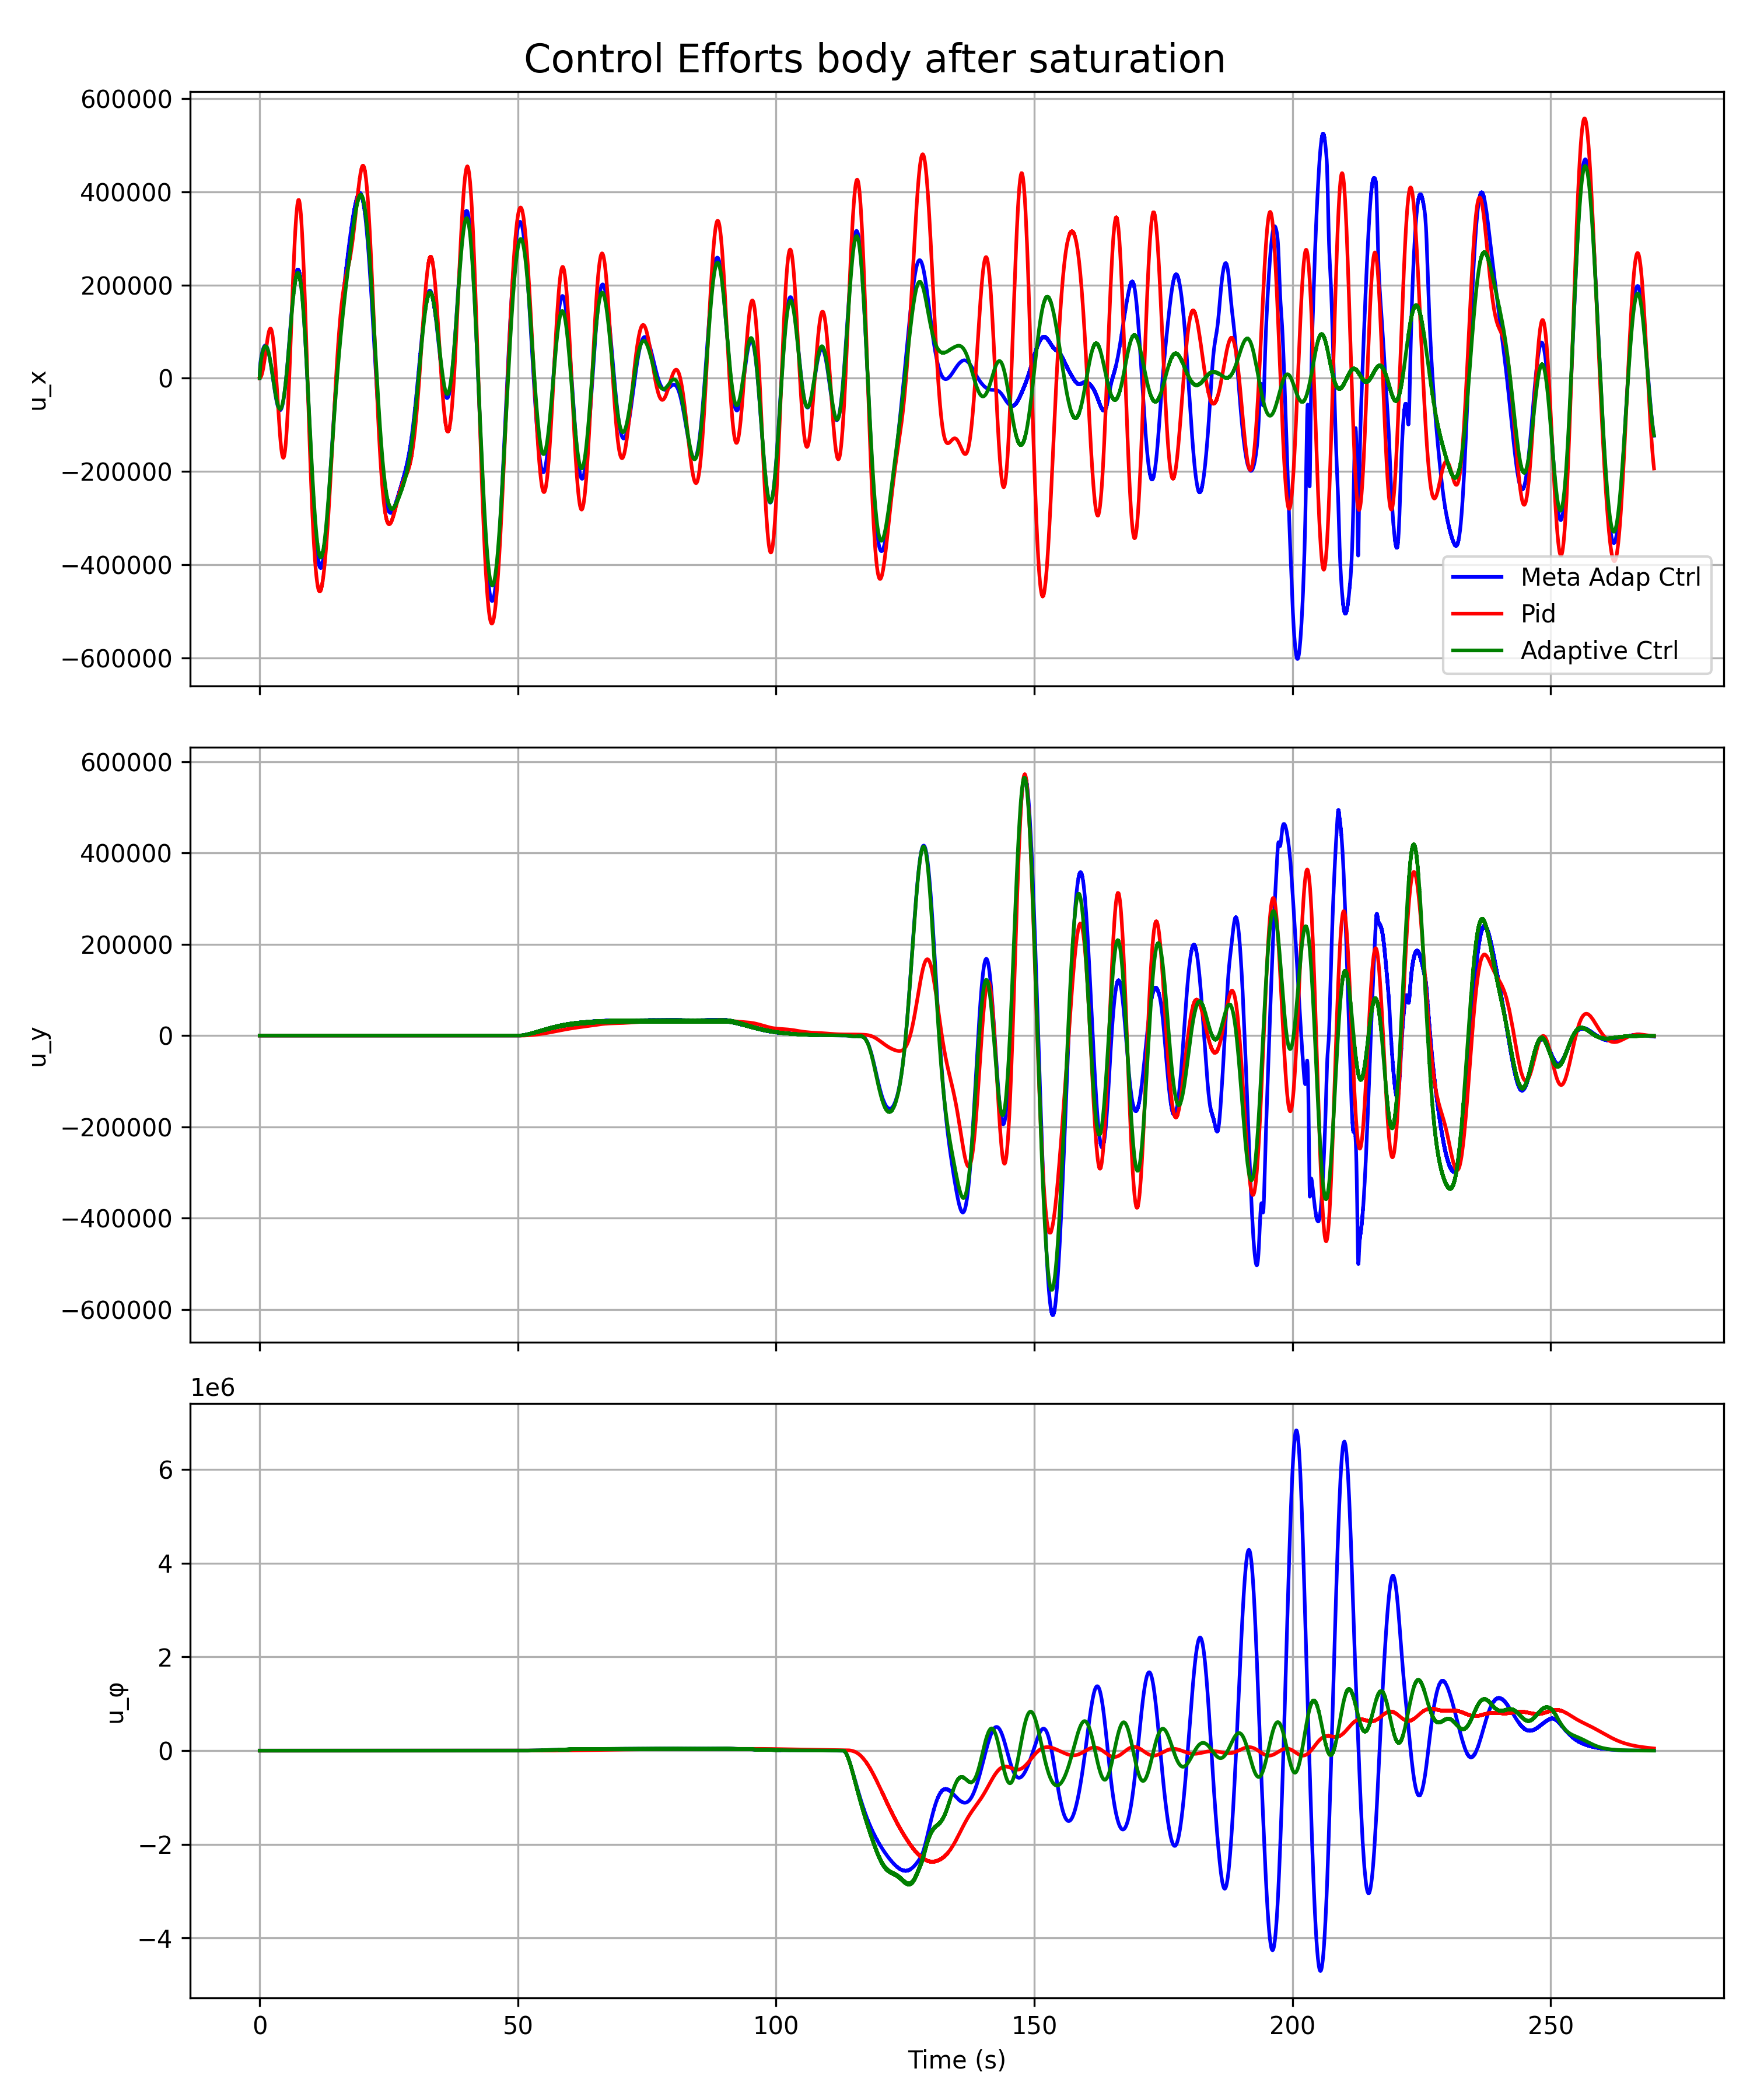 Control Efforts body after saturation
600000
400000
200000
0
−200000
−400000
−600000
u_x
Meta Adap Ctrl
Pid
Adaptive Ctrl
600000
400000
200000
0
−200000
−400000
−600000
u_y
1e6
6
4
2
0
−2
−4
u_φ
0 50 100 150 200 250
Time (s)